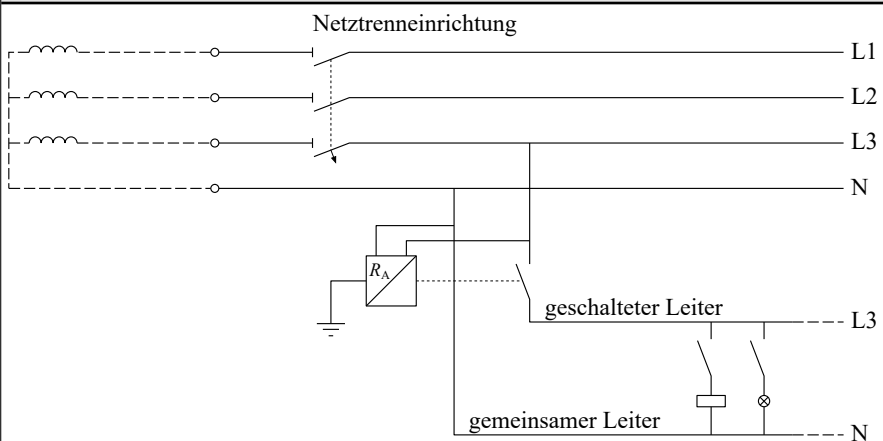 Netztrenneinrichtung
L1
L2
L3
N
RA
geschalteter Leiter
L3
gemeinsamer Leiter
N